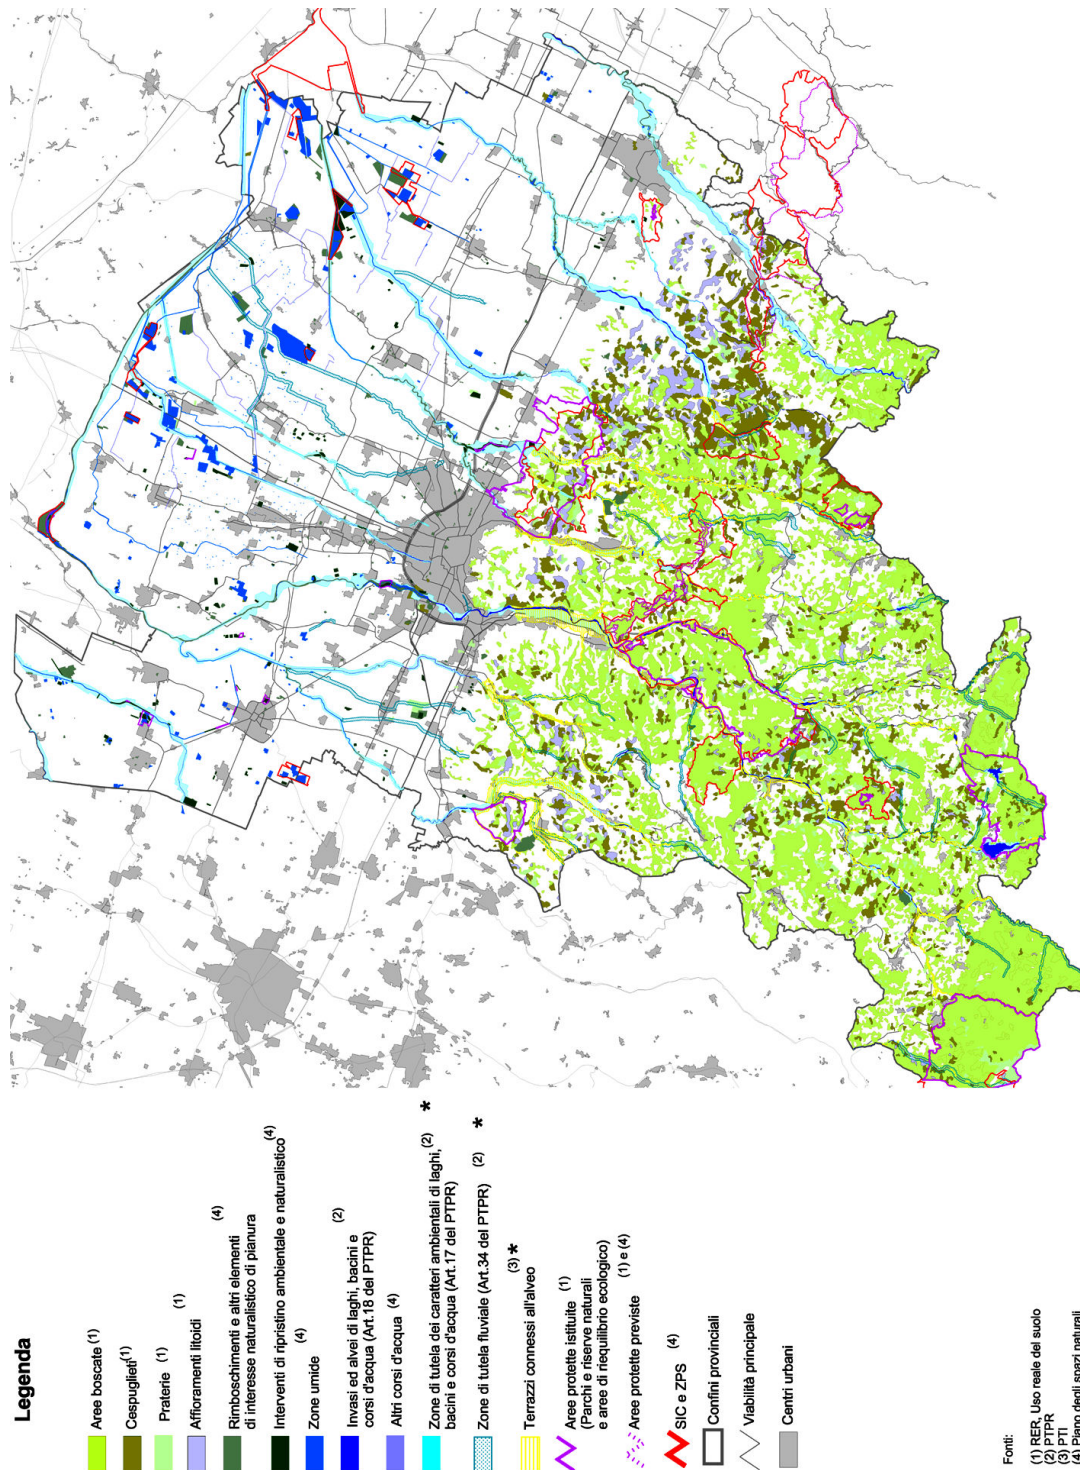 Legenda
Aree boscate (1)
Cespuglieti (1)
Praterie (1)
Affioramenti litoidi (1)
Rimboschimenti e altri elementi (4)
di interesse naturalistico di pianura
Interventi di ripristino ambientale e naturalistico (4)
Zone umide (4)
Invasi ed alvei di laghi, bacini e (2)
corsi d'acqua (Art.18 del PTPR)
Altri corsi d'acqua (4)
Zone di tutela dei caratteri ambientali di laghi, (2) *
bacini e corsi d'acqua (Art.17 del PTPR)
Zone di tutela fluviale (Art.34 del PTPR) (2) *
Terrazzi connessi all'alveo (3) *
Aree protette istituite (1)
(Parchi e riserve naturali
e aree di riequilibrio ecologico)
Aree protette previste (1) e (4)
SIC e ZPS (4)
Confini provinciali
Viabilità principale
Centri urbani
Fonti:
(1) RER, Uso reale del suolo
(2) PTPR
(3) PTI
(4) Piano degli spazi naturali